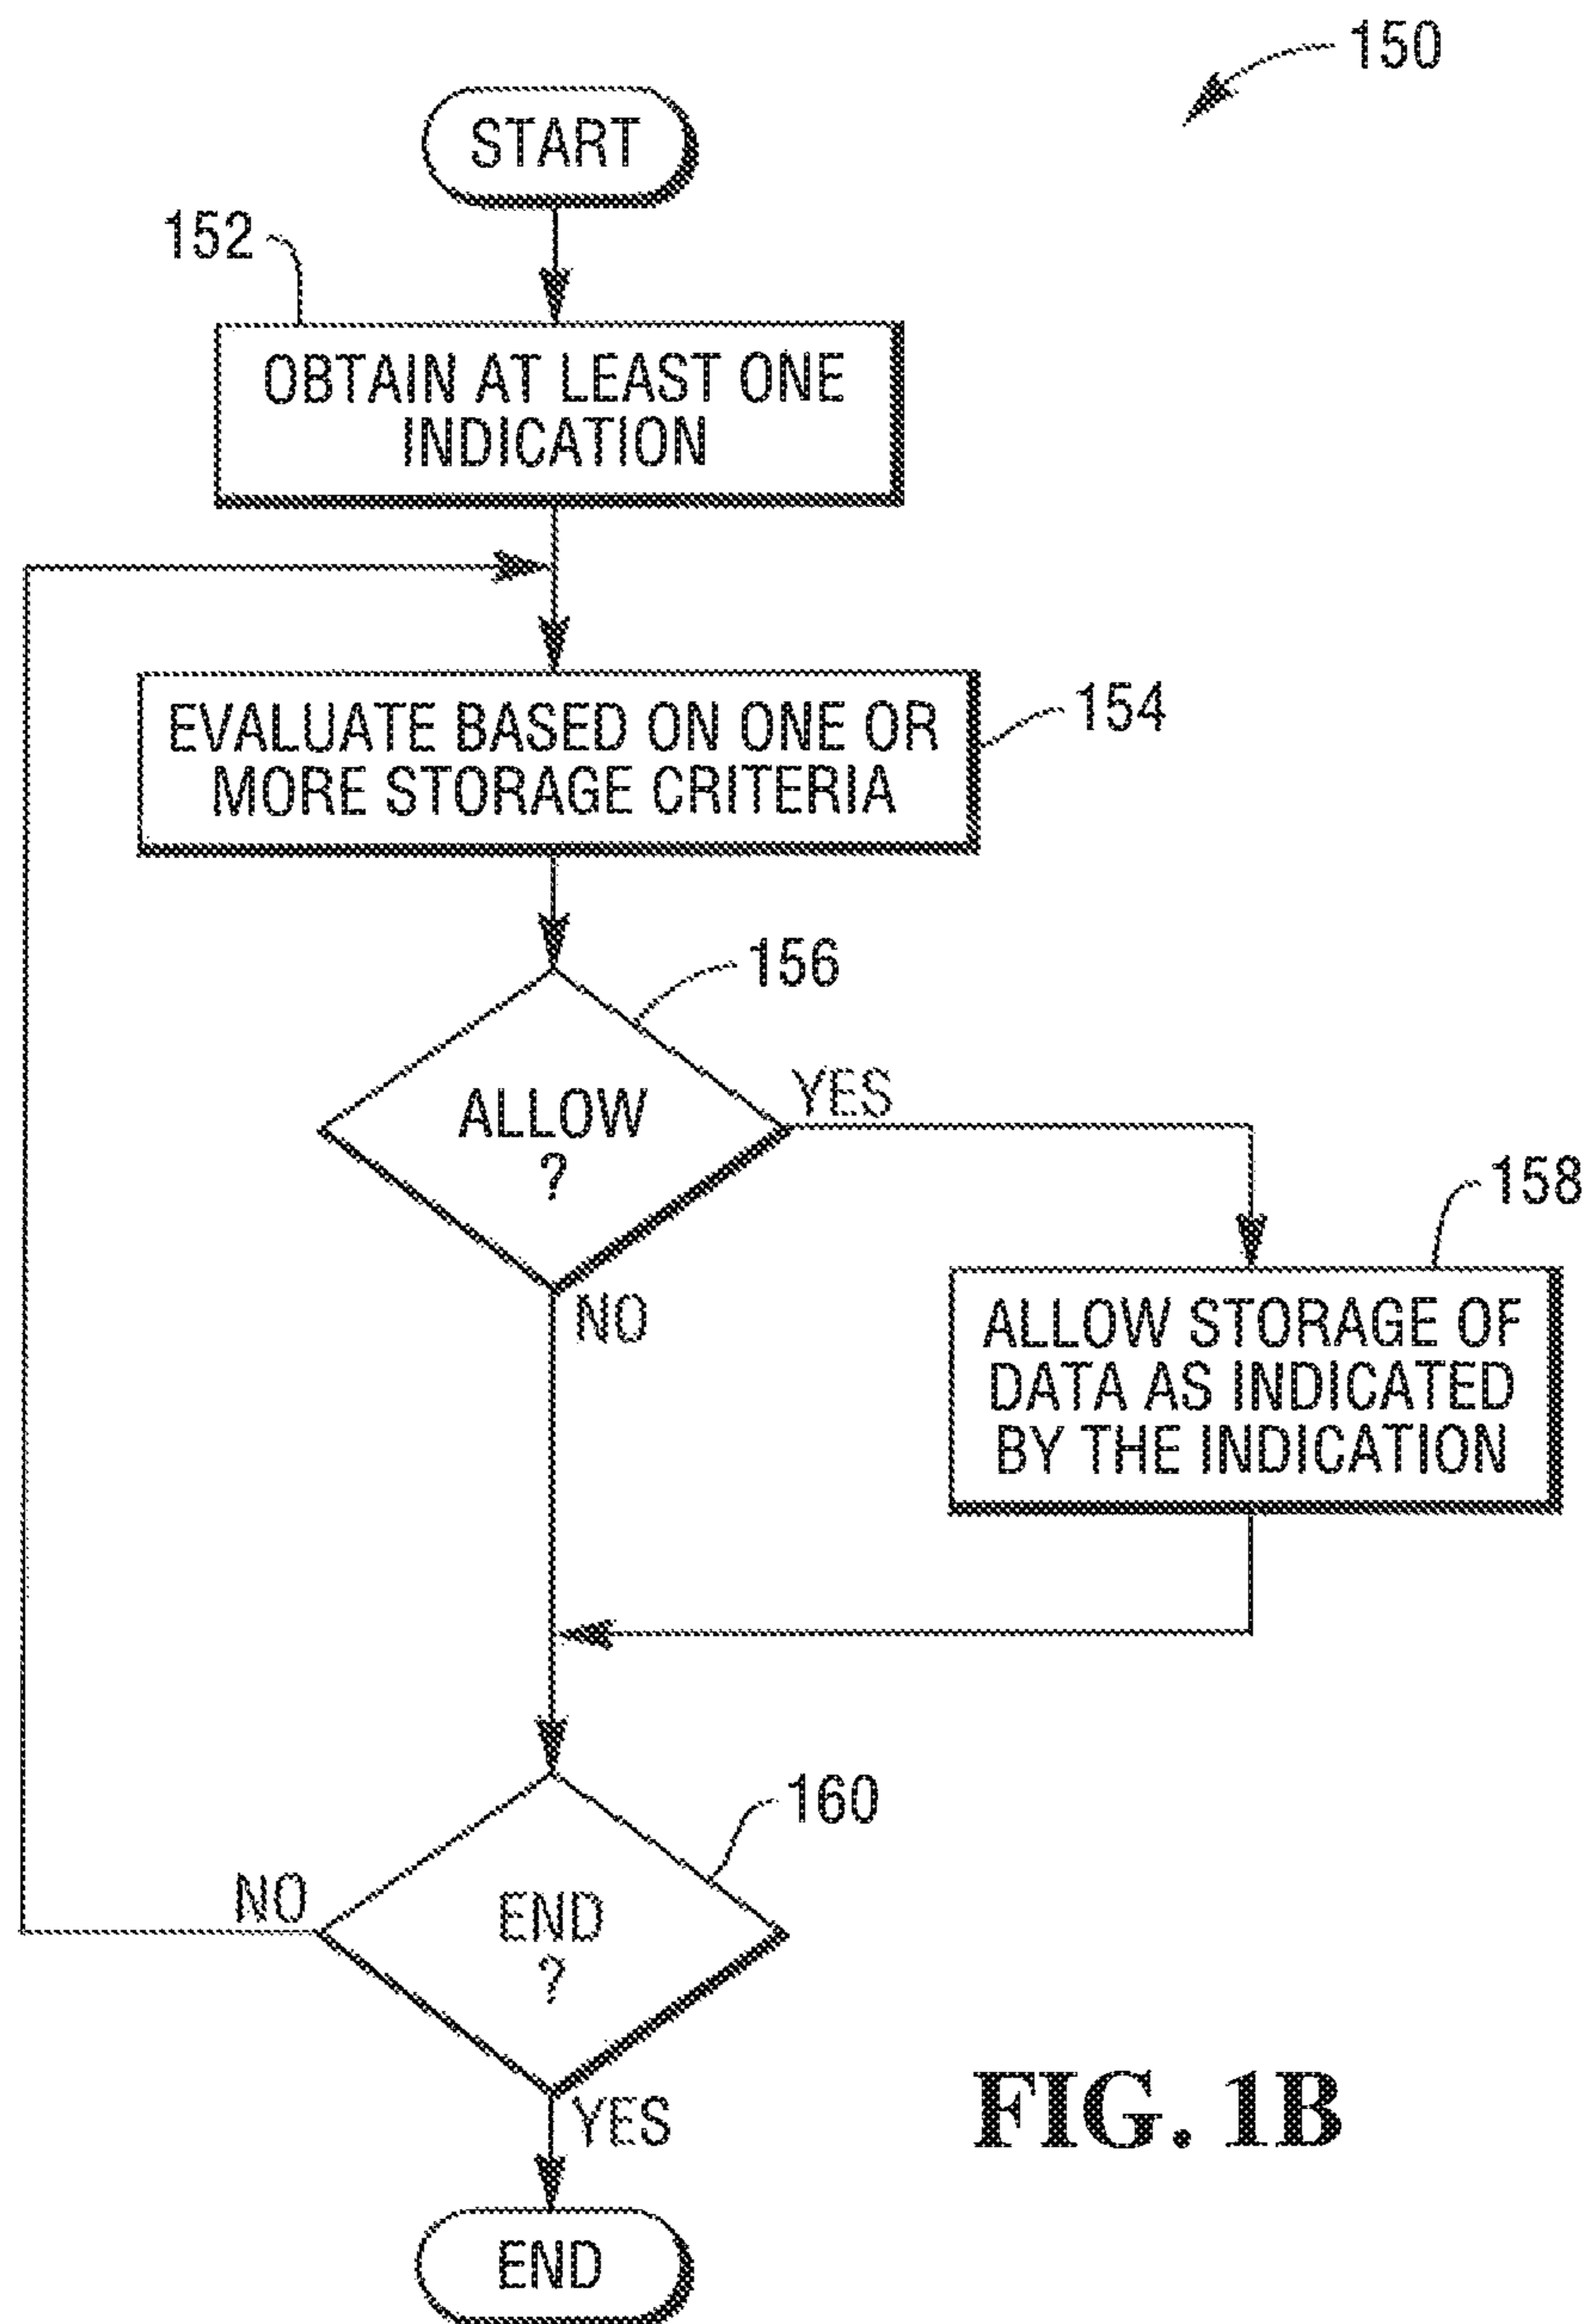 150
START
152
OBTAIN AT LEAST ONE
INDICATION
EVALUATE BASED ON ONE OR
MORE STORAGE CRITERIA
154
156
ALLOW
?
YES
NO
158
ALLOW STORAGE OF
DATA AS INDICATED
BY THE INDICATION
160
END
?
NO
YES
END
FIG. 1B